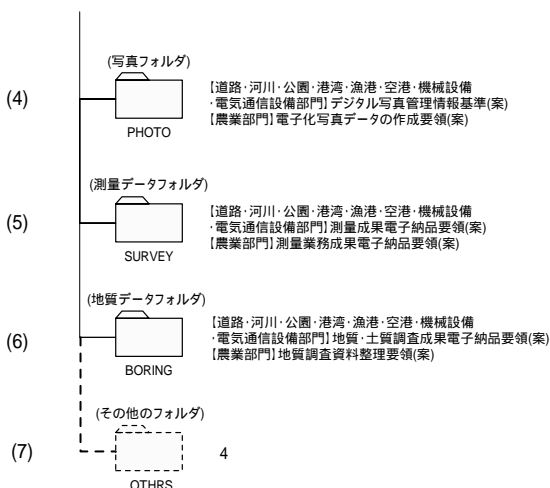 (写真フォルダ)
(4)
【道路･河川･公園･港湾･漁港･空港･機械設備
･電気通信設備部門】デジタル写真管理情報基準(案)
【農業部門】電子化写真データの作成要領(案)
PHOTO
(測量データフォルダ)
(5)
【道路･河川･公園･港湾･漁港･空港･機械設備
･電気通信設備部門】測量成果電子納品要領(案)
【農業部門】測量業務成果電子納品要領(案)
SURVEY
(地質データフォルダ)
(6)
【道路･河川･公園･港湾･漁港･空港･機械設備
･電気通信設備部門】地質･土質調査成果電子納品要領(案)
【農業部門】地質調査資料整理要領(案)
BORING
(その他のフォルダ)
(7)
4
OTHRS